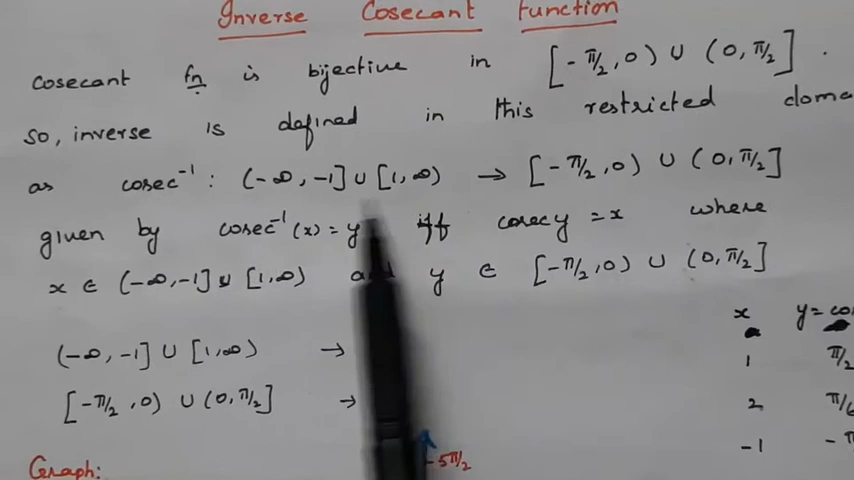 Inverse Cosecant Function
cosecant fn is bijective in [-π/2, 0) ∪ (0, π/2].
so, inverse is defined in this restricted doma
as cosec⁻¹: (-∞, -1] ∪ [1, ∞) → [-π/2, 0) ∪ (0, π/2]
given by cosec⁻¹(x) = y iff cosec y = x where
x ∈ (-∞, -1] ∪ [1, ∞) and y ∈ [-π/2, 0) ∪ (0, π/2]
x y = co
(-∞, -1] ∪ [1, ∞) →
1 π/2
[-π/2, 0) ∪ (0, π/2] →
2 π/6
-1 -π
Graph: -5π/2